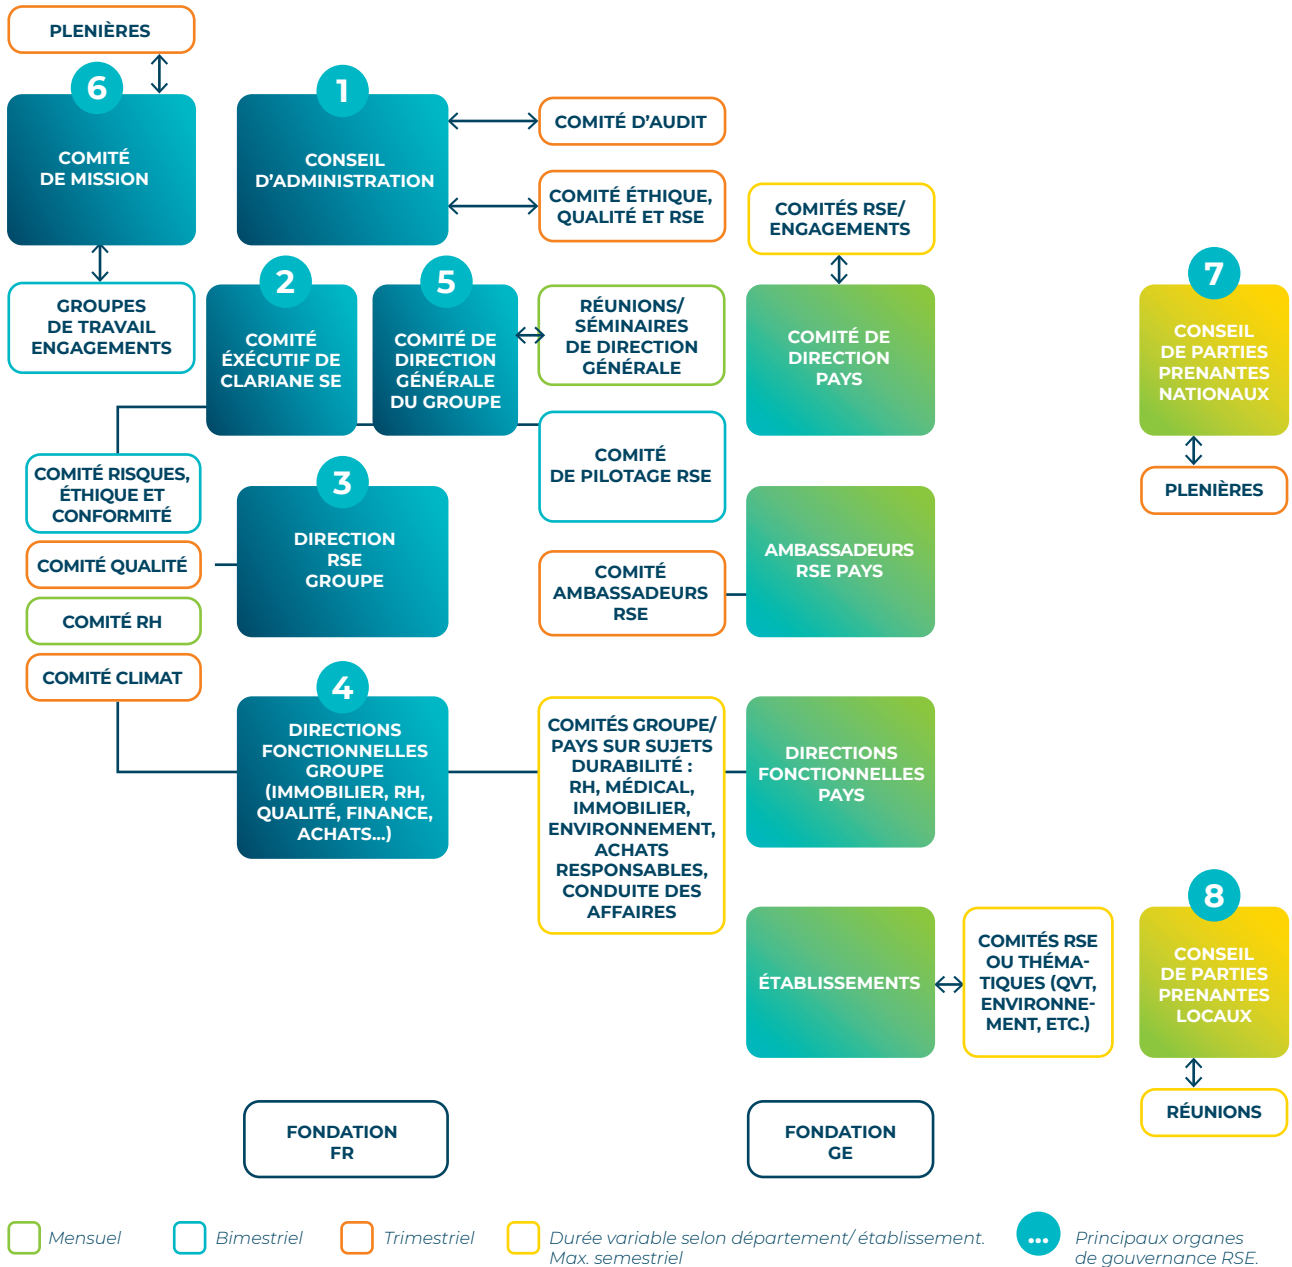 PLENIÈRES
6
COMITÉ
DE MISSION
GROUPES
DE TRAVAIL
ENGAGEMENTS
1
CONSEIL
D’ADMINISTRATION
COMITÉ D’AUDIT
COMITÉ ÉTHIQUE,
QUALITÉ ET RSE
2
COMITÉ
ÉXÉCUTIF DE
CLARIANE SE
5
COMITÉ DE
DIRECTION
GÉNÉRALE
DU GROUPE
RÉUNIONS/
SÉMINAIRES
DE DIRECTION
GÉNÉRALE
COMITÉS RSE/
ENGAGEMENTS
COMITÉ DE
DIRECTION
PAYS
7
CONSEIL
DE PARTIES
PRENANTES
NATIONAUX
PLENIÈRES
COMITÉ
DE PILOTAGE RSE
COMITÉ RISQUES,
ÉTHIQUE ET
CONFORMITÉ
COMITÉ QUALITÉ
COMITÉ RH
COMITÉ CLIMAT
3
DIRECTION
RSE
GROUPE
COMITÉ
AMBASSADEURS
RSE
AMBASSADEURS
RSE PAYS
4
DIRECTIONS
FONCTIONNELLES
GROUPE
(IMMOBILIER, RH,
QUALITÉ, FINANCE,
ACHATS...)
COMITÉS GROUPE/
PAYS SUR SUJETS
DURABILITÉ :
RH, MÉDICAL,
IMMOBILIER,
ENVIRONNEMENT,
ACHATS
RESPONSABLES,
CONDUITE DES
AFFAIRES
DIRECTIONS
FONCTIONNELLES
PAYS
ÉTABLISSEMENTS
COMITÉS RSE
OU THÉMA-
TIQUES (QVT,
ENVIRONNE-
MENT, ETC.)
8
CONSEIL
DE PARTIES
PRENANTES
LOCAUX
RÉUNIONS
FONDATION
FR
FONDATION
GE
Mensuel
Bimestriel
Trimestriel
Durée variable selon département/ établissement.
Max. semestriel
...
Principaux organes
de gouvernance RSE.